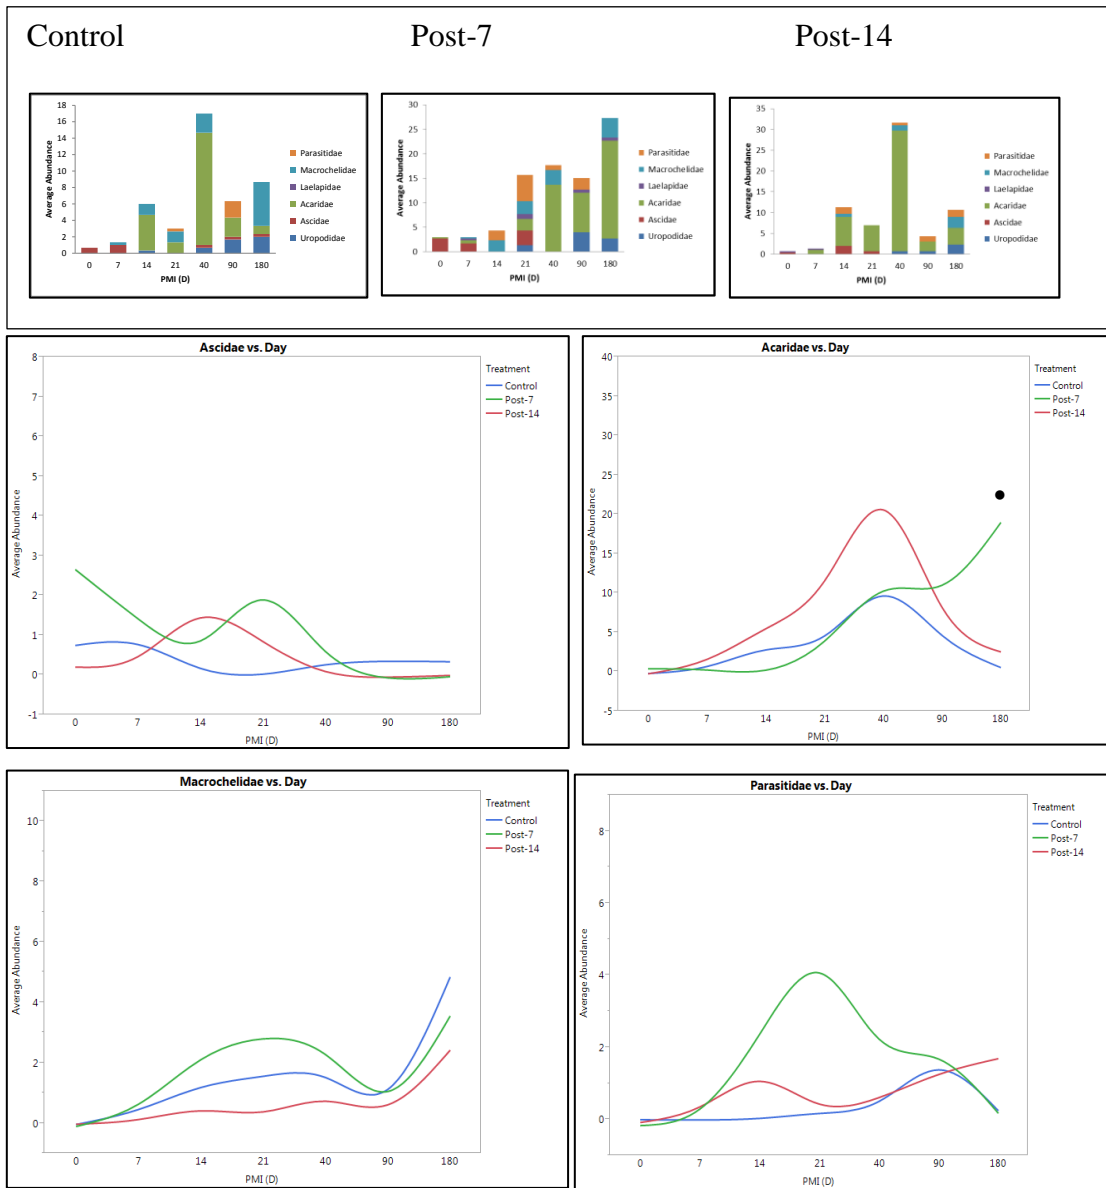 Control Post-7 Post-14
18
16
14
12
10
8
6
4
2
0
Average Abundance
0 7 14 21 40 90 180
PMI (D)
Parasitidae
Macrochelidae
Laelapidae
Acaridae
Ascidae
Uropodidae
30
25
20
15
10
5
0
Average Abundance
0 7 14 21 40 90 180
PMI (D)
Parasitidae
Macrochelidae
Laelapidae
Acaridae
Ascidae
Uropodidae
35
30
25
20
15
10
5
0
Average Abundance
0 7 14 21 40 90 180
PMI (D)
Parasitidae
Macrochelidae
Laelapidae
Acaridae
Ascidae
Uropodidae
Ascidae vs. Day
8
7
6
5
4
3
2
1
0
-1
Average Abundance
0 7 14 21 40 90 180
PMI (D)
Treatment
Control
Post-7
Post-14
Acaridae vs. Day
40
35
30
25
20
15
10
5
0
-5
Average Abundance
0 7 14 21 40 90 180
PMI (D)
Treatment
Control
Post-7
Post-14
Macrochelidae vs. Day
10
8
6
4
2
0
Average Abundance
0 7 14 21 40 90 180
PMI (D)
Treatment
Control
Post-7
Post-14
Parasitidae vs. Day
8
6
4
2
0
Average Abundance
0 7 14 21 40 90 180
PMI (D)
Treatment
Control
Post-7
Post-14